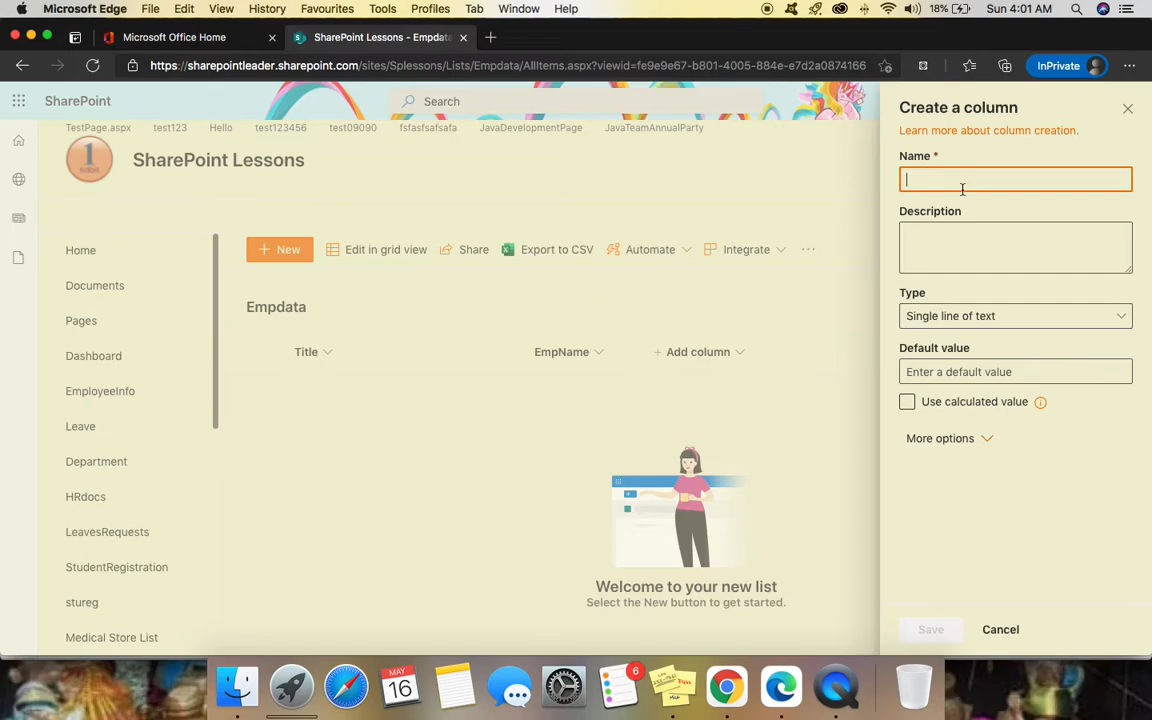 Microsoft Edge File Edit View History Favourites Tools Profiles Tab Window Help 18% Sun 4:01 AM
Microsoft Office Home SharePoint Lessons - Empdata
https://sharepointleader.sharepoint.com/sites/Splessons/Lists/Empdata/AllItems.aspx?viewid=fe9e9e67-b801-4005-884e-e7d2a0874166 InPrivate
SharePoint Search
TestPage.aspx test123 Hello test123456 test09090 fsfasfsafsafa JavaDevelopmentPage JavaTeamAnnualParty
1
SharePoint Lessons
Home
Documents
Pages
Dashboard
EmployeeInfo
Leave
Department
HRdocs
LeavesRequests
StudentRegistration
stureg
Medical Store List
+ New Edit in grid view Share Export to CSV Automate Integrate ...
Empdata
Title EmpName + Add column
Welcome to your new list
Select the New button to get started.
Create a column
Learn more about column creation.
Name *
Description
Type
Single line of text
Default value
Enter a default value
Use calculated value
More options
Save Cancel
MAY
16
6